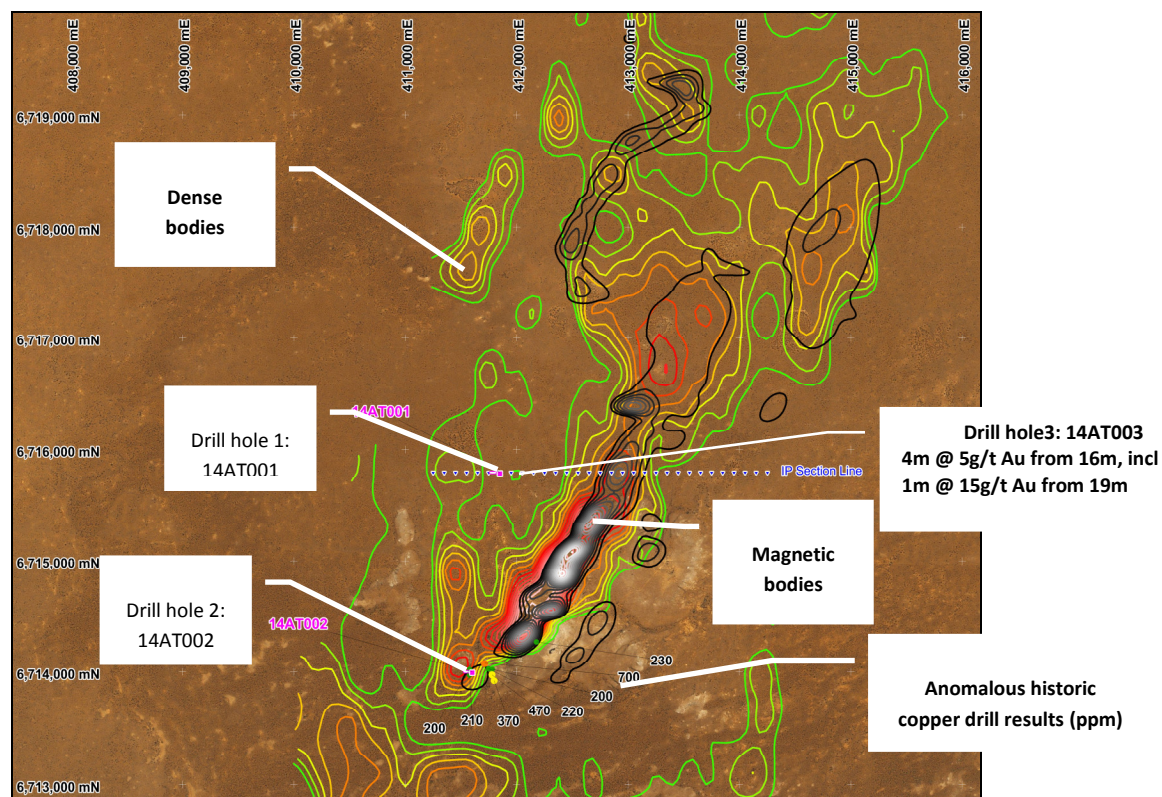 408,000 mE
409,000 mE
410,000 mE
411,000 mE
412,000 mE
413,000 mE
414,000 mE
415,000 mE
416,000 mE
6,719,000 mN
Dense
bodies
6,718,000 mN
6,717,000 mN
14AT001
Drill hole 1:
14AT001
6,716,000 mN
IP Section Line
Drill hole3: 14AT003
4m @ 5g/t Au from 16m, incl
1m @ 15g/t Au from 19m
Magnetic
bodies
6,715,000 mN
Drill hole 2:
14AT002
14AT002
6,714,000 mN
230
700
200
220
470
370
210
200
Anomalous historic
copper drill results (ppm)
6,713,000 mN